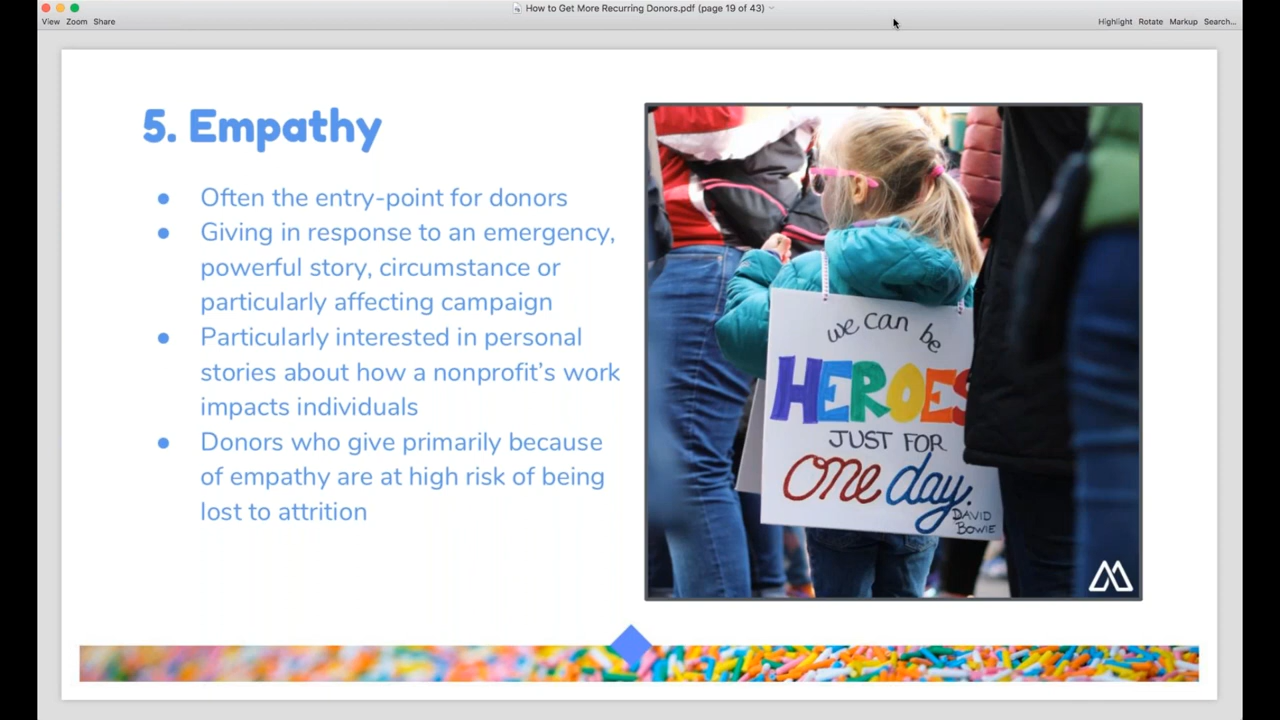 How to Get More Recurring Donors.pdf (page 19 of 43)
View Zoom Share
Highlight Rotate Markup Search...
5. Empathy
● Often the entry-point for donors
● Giving in response to an emergency,
powerful story, circumstance or
particularly affecting campaign
● Particularly interested in personal
stories about how a nonprofit's work
impacts individuals
● Donors who give primarily because
of empathy are at high risk of being
lost to attrition
we can be
HEROES
JUST FOR
one day.
DAVID
BOWIE